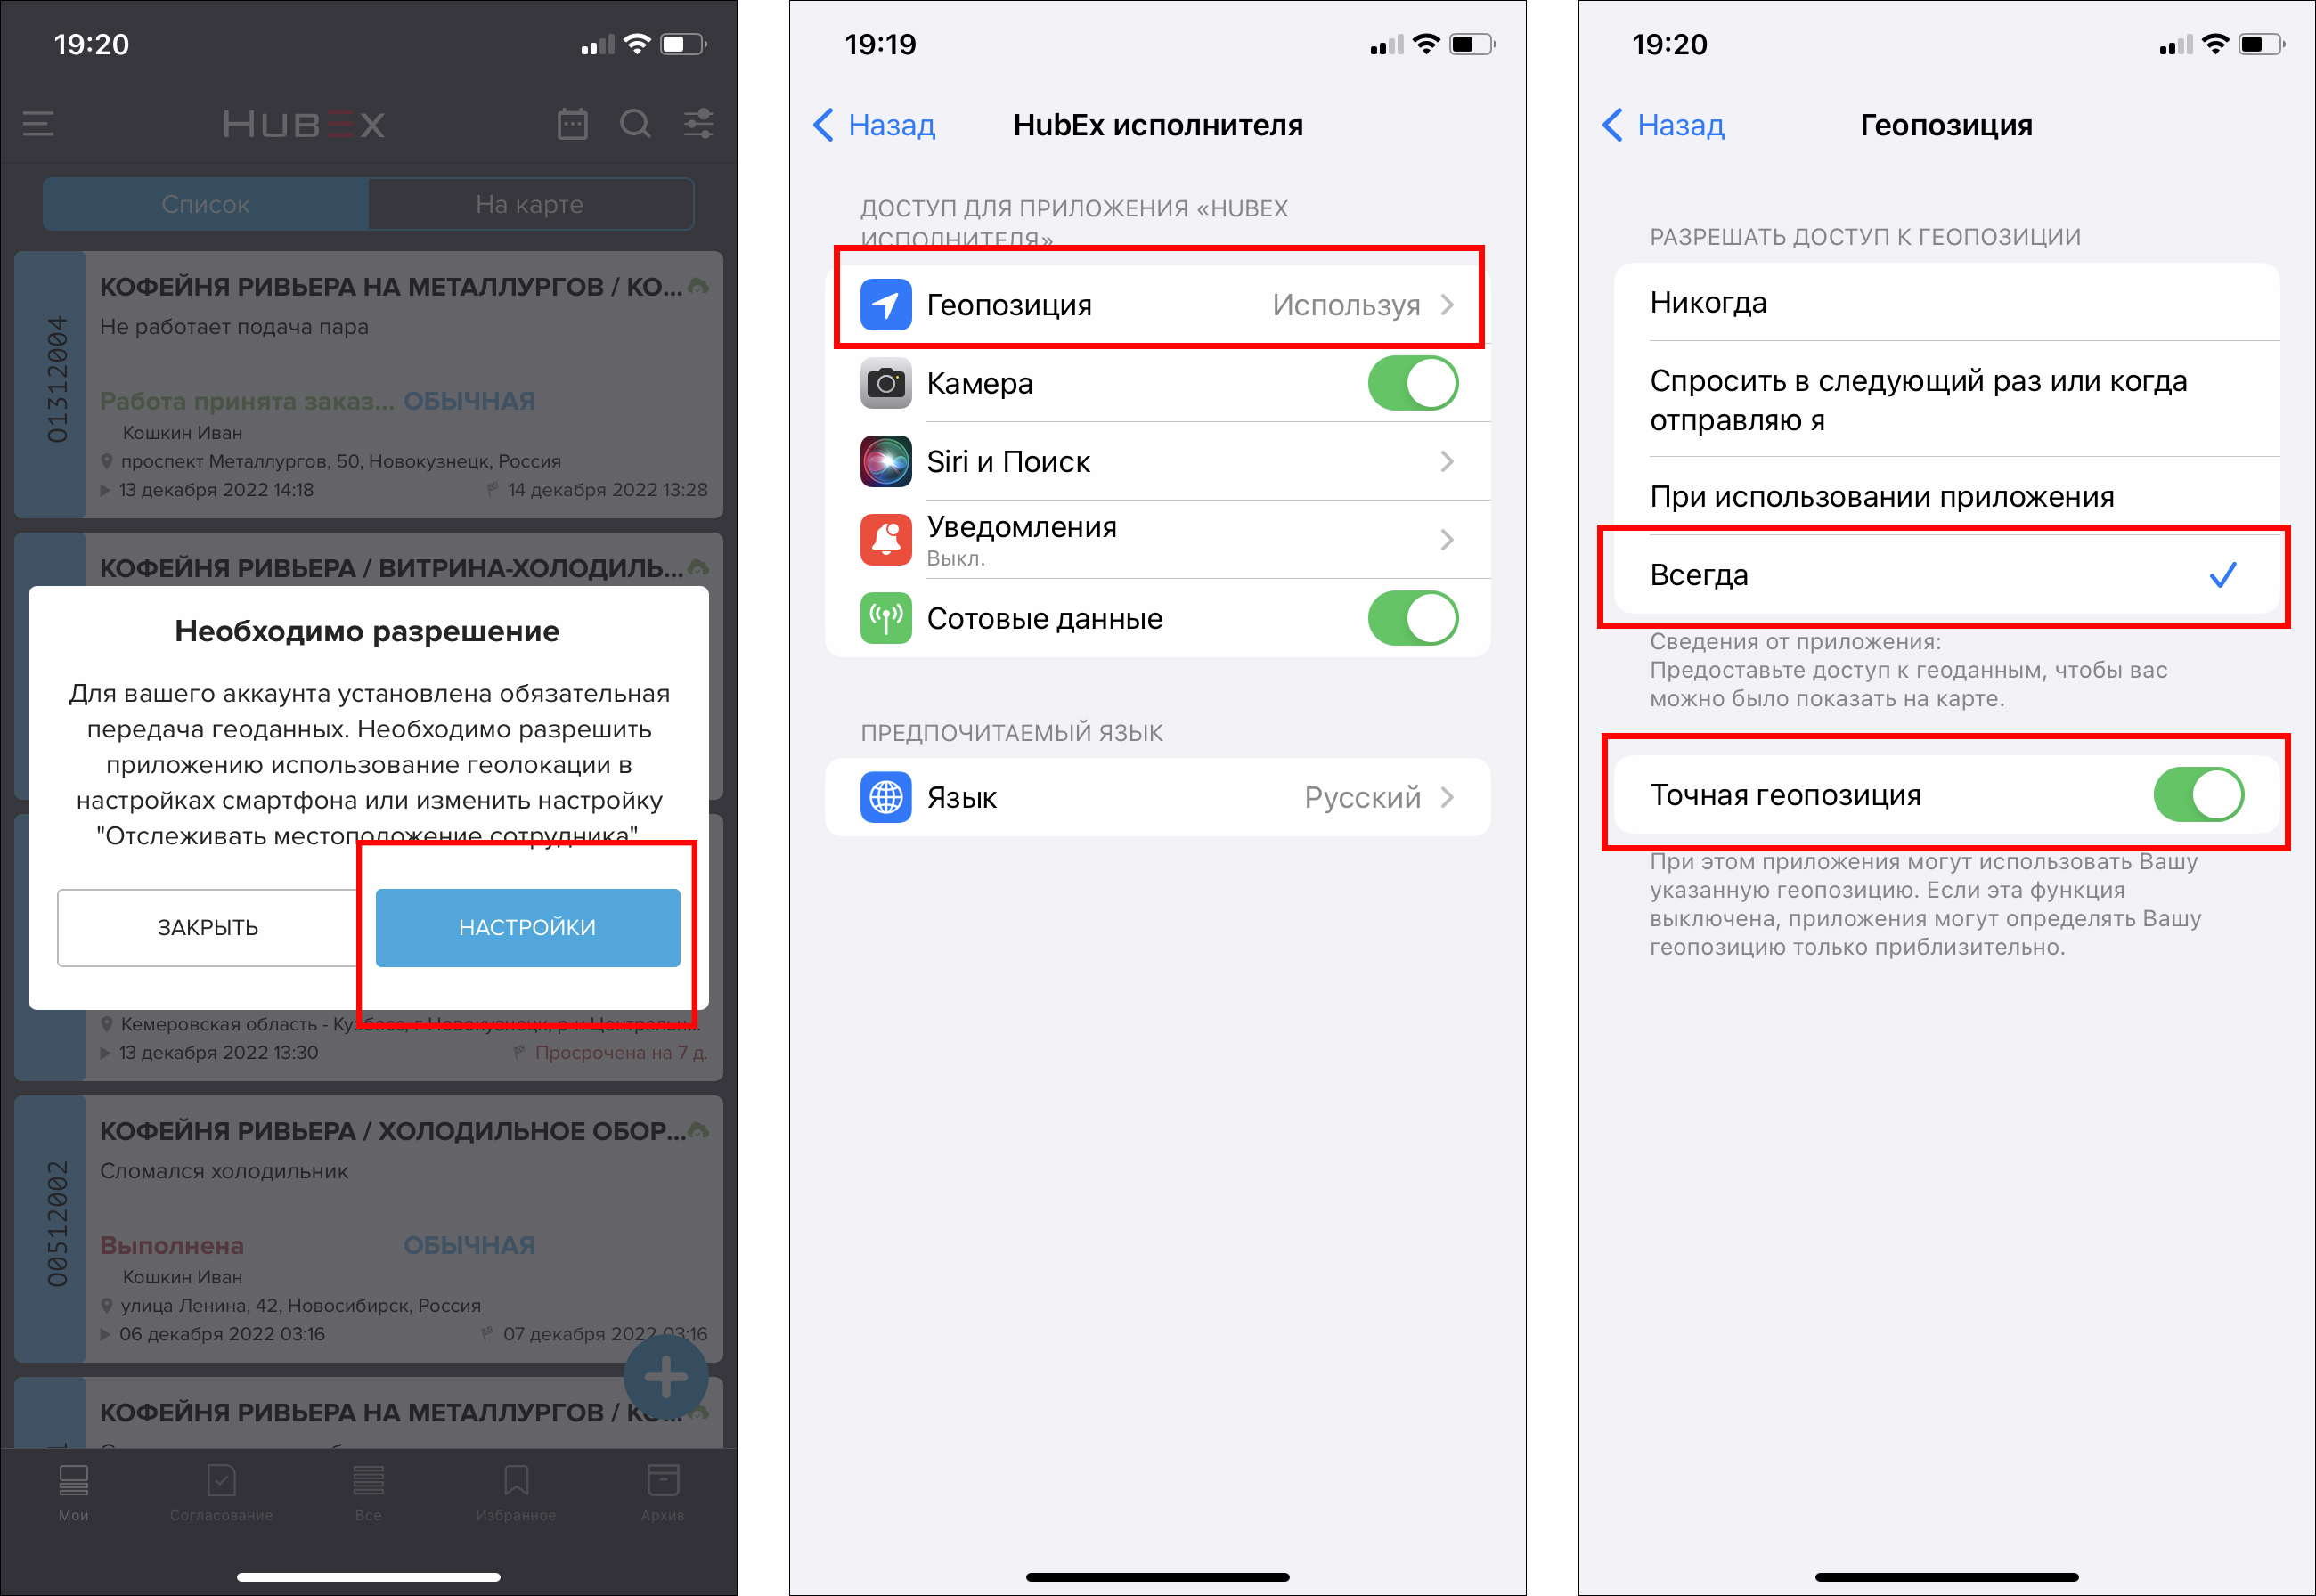 19:20
HUBEX
Список
На карте
КОФЕЙНЯ РИВЬЕРА НА МЕТАЛЛУРГОВ / КО...
Не работает подача пара
O1312004
Работа принята заказ... ОБЫЧНАЯ
Кошкин Иван
проспект Металлургов, 50, Новокузнецк, Россия
13 декабря 2022 14:18
14 декабря 2022 13:28
КОФЕЙНЯ РИВЬЕРА / ВИТРИНА-ХОЛОДИЛЬ...
Необходимо разрешение
Для вашего аккаунта установлена обязательная
передача геоданных. Необходимо разрешить
приложению использование геолокации в
настройках смартфона или изменить настройку
"Отслеживать местоположение сотрудника"
ЗАКРЫТЬ
НАСТРОЙКИ
Кемеровская область - Кузбасс, г Новокузнецк, р-н Центральн...
13 декабря 2022 13:30
Просрочена на 7 д.
КОФЕЙНЯ РИВЬЕРА / ХОЛОДИЛЬНОЕ ОБОР...
Сломался холодильник
O0512002
Выполнена
ОБЫЧНАЯ
Кошкин Иван
улица Ленина, 42, Новосибирск, Россия
06 декабря 2022 03:16
07 декабря 2022 03:16
КОФЕЙНЯ РИВЬЕРА НА МЕТАЛЛУРГОВ / КО...
Мои
Согласование
Все
Избранное
Архив
19:19
Назад
HubEx исполнителя
ДОСТУП ДЛЯ ПРИЛОЖЕНИЯ «HUBEX
ИСПОЛНИТЕЛЯ»
Геопозиция
Используя
Камера
Siri и Поиск
Уведомления
Выкл.
Сотовые данные
ПРЕДПОЧИТАЕМЫЙ ЯЗЫК
Язык
Русский
19:20
Назад
Геопозиция
РАЗРЕШАТЬ ДОСТУП К ГЕОПОЗИЦИИ
Никогда
Спросить в следующий раз или когда
отправляю я
При использовании приложения
Всегда
Сведения от приложения:
Предоставьте доступ к геоданным, чтобы вас
можно было показать на карте.
Точная геопозиция
При этом приложения могут использовать Вашу
указанную геопозицию. Если эта функция
выключена, приложения могут определять Вашу
геопозицию только приблизительно.